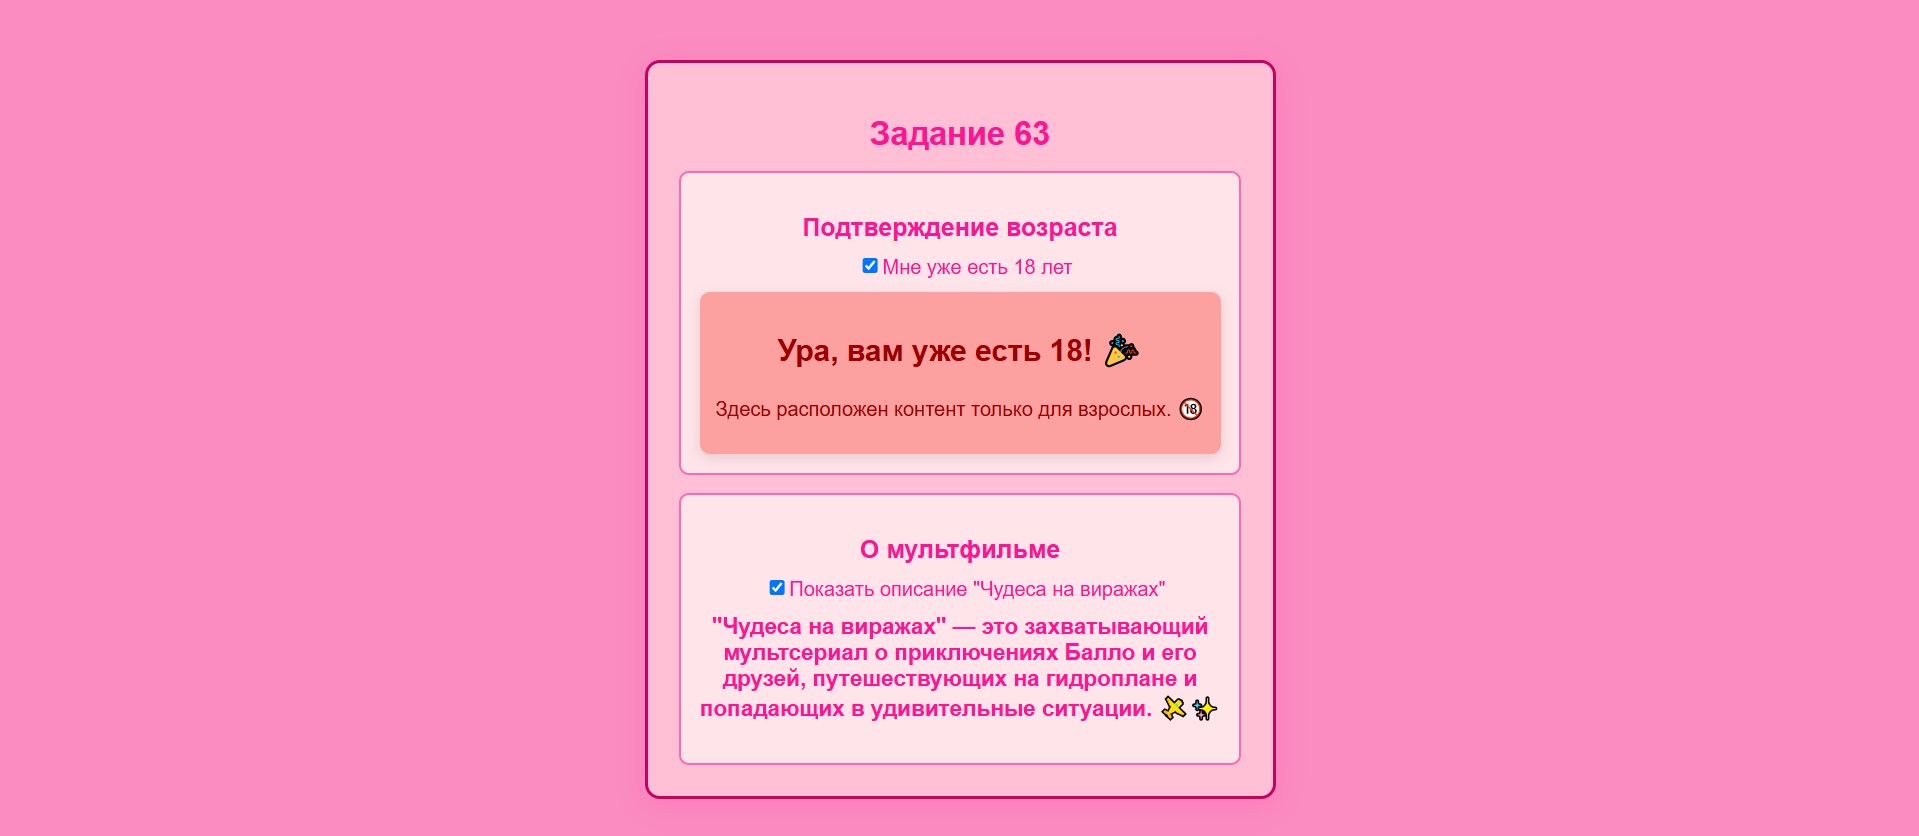 Задание 63
Подтверждение возраста
Мне уже есть 18 лет
Ура, вам уже есть 18! 🎉
Здесь расположен контент только для взрослых. 🔞
О мультфильме
Показать описание "Чудеса на виражах"
"Чудеса на виражах" — это захватывающий
мультсериал о приключениях Балло и его
друзей, путешествующих на гидроплане и
попадающих в удивительные ситуации. ✈️✨